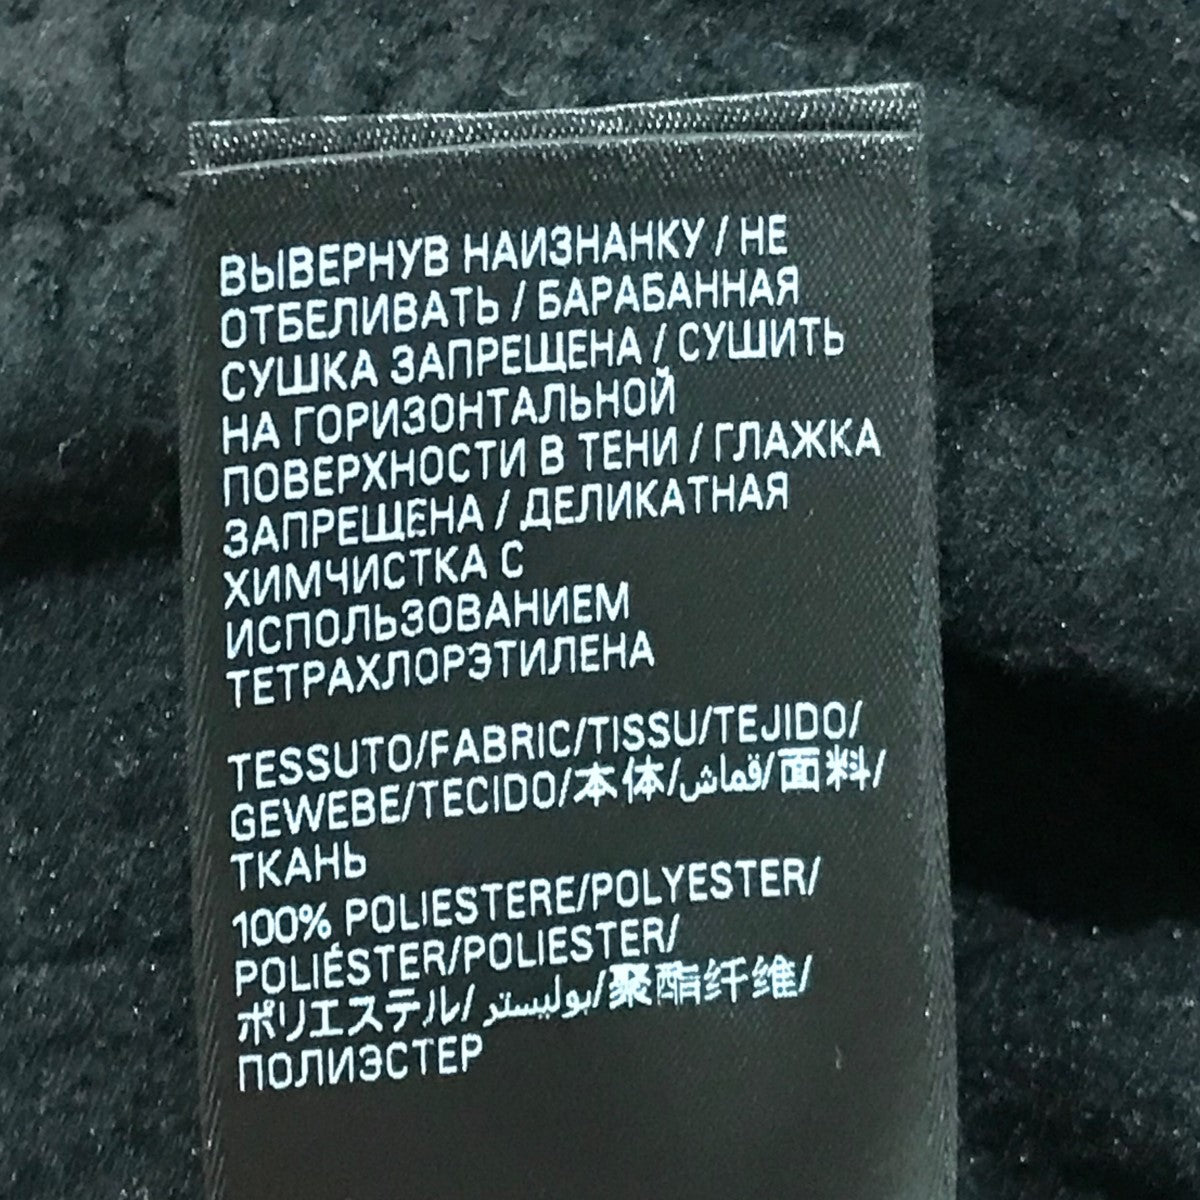 ВЫВЕРНУВ НАИЗНАНКУ / НЕ
ОТБЕЛИВАТЬ / БАРАБАННАЯ
СУШКА ЗАПРЕЩЕНА / СУШИТЬ
НА ГОРИЗОНТАЛЬНОЙ
ПОВЕРХНОСТИ В ТЕНИ / ГЛАЖКА
ЗАПРЕЩЕНА / ДЕЛИКАТНАЯ
ХИМЧИСТКА С
ИСПОЛЬЗОВАНИЕМ
ТЕТРАХЛОРЭТИЛЕНА
TESSUTO/FABRIC/TISSU/TEJIDO/
GEWEBE/TECIDO/本体/قماش/面料/
ТКАНЬ
100% POLIESTERE/POLYESTER/
POLIÉSTER/POLIESTER/
ポリエステル/بوليستر/聚酯纤维/
ПОЛИЭСТЕР